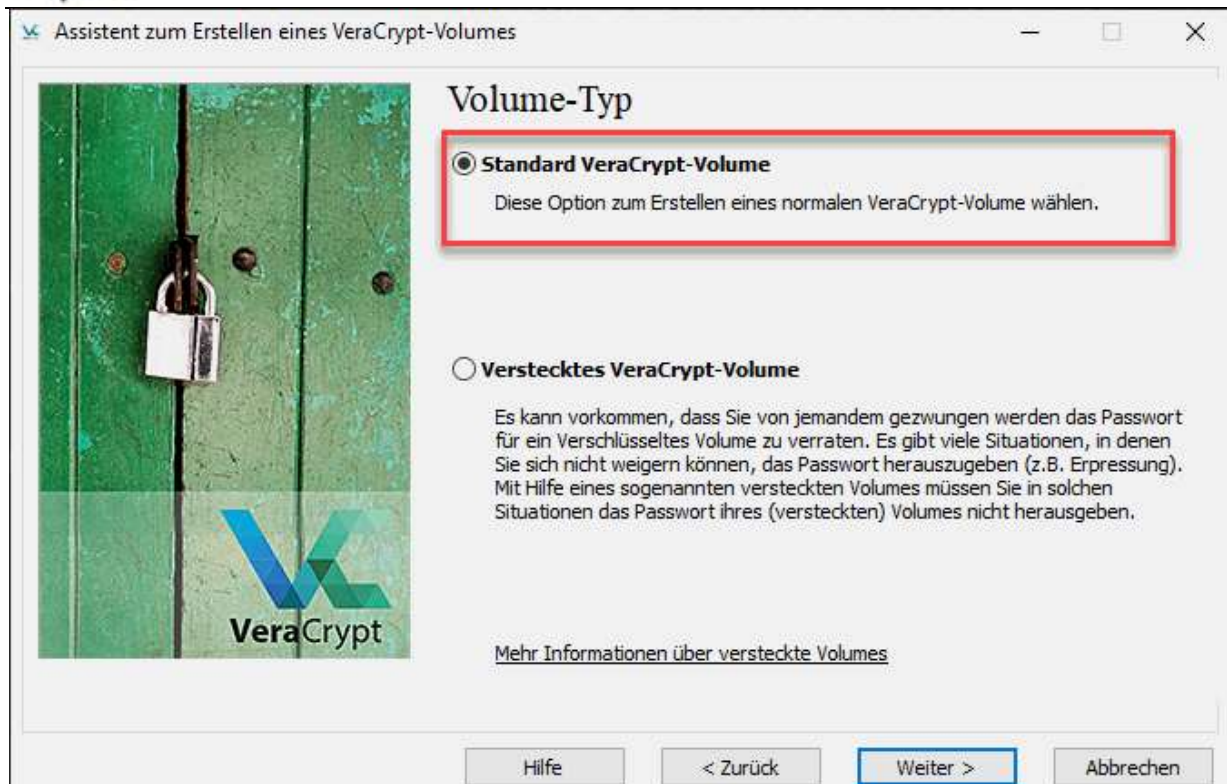 Assistent zum Erstellen eines VeraCrypt-Volumes
Volume-Typ
Standard VeraCrypt-Volume
Diese Option zum Erstellen eines normalen VeraCrypt-Volume wählen.
Verstecktes VeraCrypt-Volume
Es kann vorkommen, dass Sie von jemandem gezwungen werden das Passwort
für ein Verschlüsseltes Volume zu verraten. Es gibt viele Situationen, in denen
Sie sich nicht weigern können, das Passwort herauszugeben (z.B. Erpressung).
Mit Hilfe eines sogenannten versteckten Volumes müssen Sie in solchen
Situationen das Passwort ihres (versteckten) Volumes nicht herausgeben.
VeraCrypt
Mehr Informationen über versteckte Volumes
Hilfe
< Zurück
Weiter >
Abbrechen